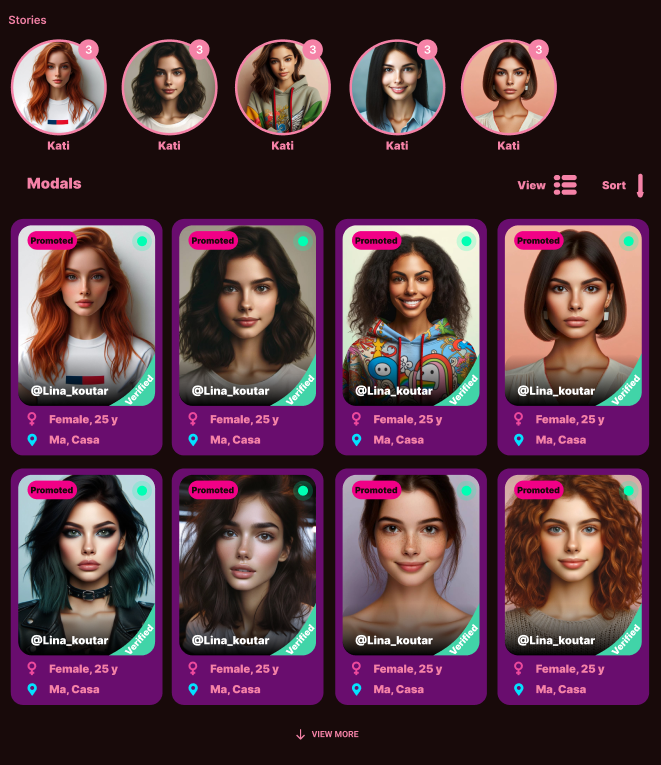 Stories
3 3 3 3 3
Kati Kati Kati Kati Kati
Modals View Sort
Promoted Promoted Promoted Promoted
@Lina_koutar @Lina_koutar @Lina_koutar @Lina_koutar
Verified Verified Verified Verified
Female, 25 y Female, 25 y Female, 25 y Female, 25 y
Ma, Casa Ma, Casa Ma, Casa Ma, Casa
Promoted Promoted Promoted Promoted
@Lina_koutar @Lina_koutar @Lina_koutar @Lina_koutar
Verified Verified Verified Verified
Female, 25 y Female, 25 y Female, 25 y Female, 25 y
Ma, Casa Ma, Casa Ma, Casa Ma, Casa
VIEW MORE